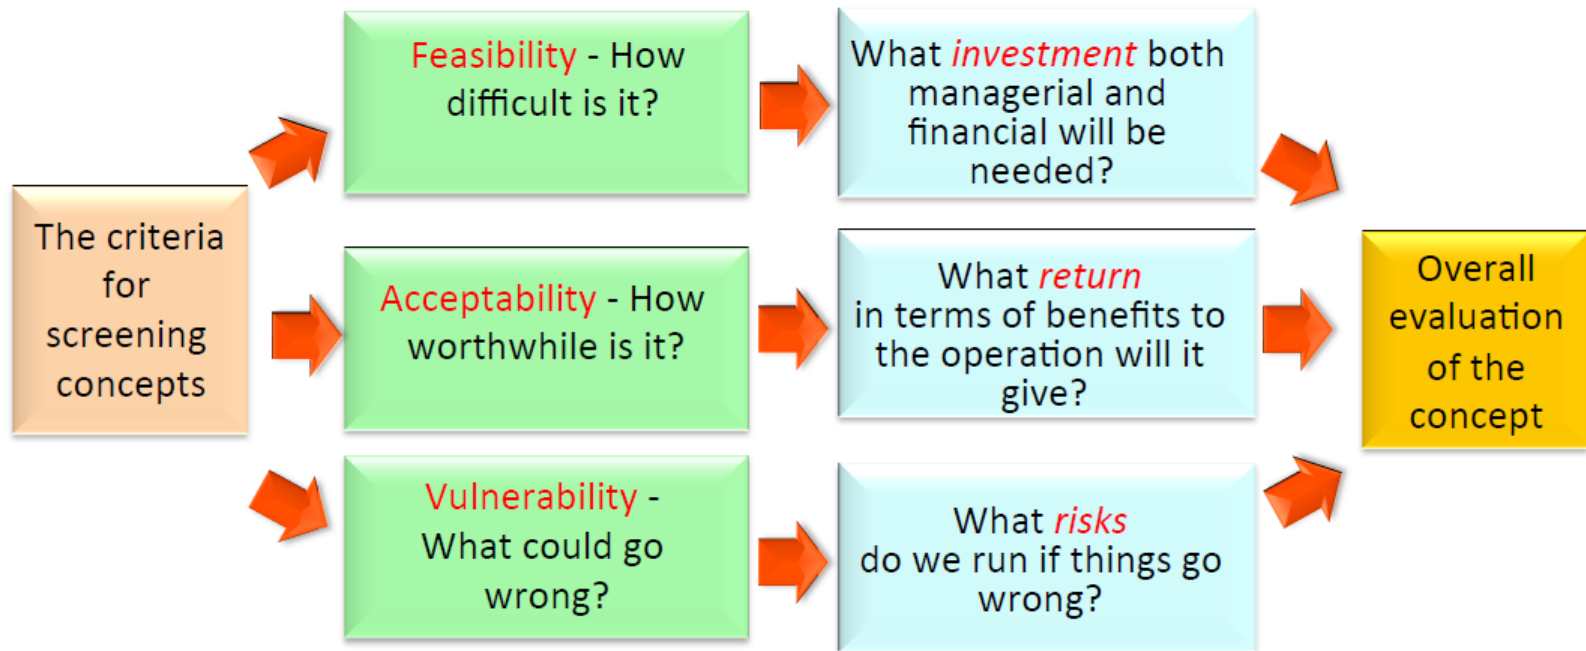 The criteria
for
screening
concepts
Feasibility - How
difficult is it?
What investment both
managerial and
financial will be
needed?
Acceptability - How
worthwhile is it?
What return
in terms of benefits to
the operation will it
give?
Vulnerability -
What could go
wrong?
What risks
do we run if things go
wrong?
Overall
evaluation
of the
concept